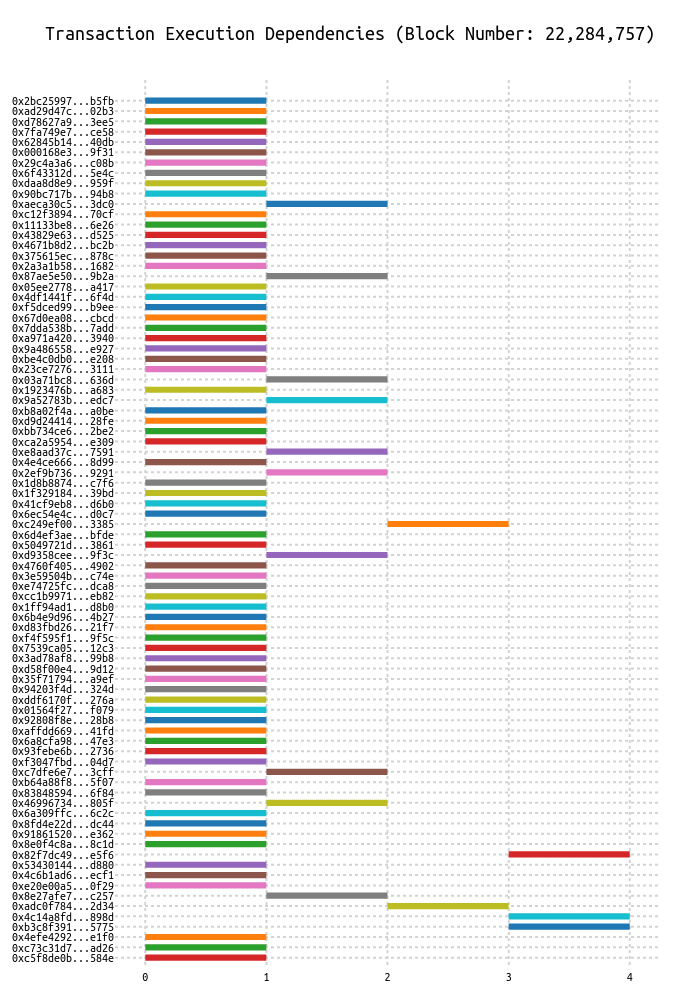 Transaction Execution Dependencies (Block Number: 22,284,757)
0x2bc25997...b5fb
0xad29d47c...02b3
0xd78627a9...3ee5
0x7fa749e7...ce58
0x62845b14...40db
0x000168e3...9f31
0x29c4a3a6...c08b
0x6f43312d...5e4c
0xdaa8d8e9...959f
0x90bc717b...94b8
0xaeca30c5...3dc0
0xc12f3894...70cf
0x11133be8...6e26
0x43829e63...d525
0x4671b8d2...bc2b
0x375615ec...878c
0x2a3a1b58...1682
0x87ae5e50...9b2a
0x05ee2778...a417
0x4df1441f...6f4d
0xf5dced99...b9ee
0x67d0ea08...cbcd
0x7dda538b...7add
0xa971a420...3940
0x9a486558...e927
0xbe4c0db0...e208
0x23ce7276...3111
0x03a71bc8...636d
0x1923476b...a683
0x9a52783b...edc7
0xb8a02f4a...a0be
0xd9d24414...28fe
0xbb734ce6...2be2
0xca2a5954...e309
0xe8aad37c...7591
0x4e4ce666...8d99
0x2ef9b736...9291
0x1d8b8874...c7f6
0x1f329184...39bd
0x41cf9eb8...d6b0
0x6ec54e4c...d0c7
0xc249ef00...3385
0x6d4ef3ae...bfde
0x5049721d...3861
0xd9358cee...9f3c
0x4760f405...4902
0x3e59504b...c74e
0xe74725fc...dca8
0xcc1b9971...eb82
0x1ff94ad1...d8b0
0x6b4e9d96...4b27
0xd83fbd26...21f7
0xf4f595f1...9f5c
0x7539ca05...12c3
0x3ad78af8...99b8
0xd58f00e4...9d12
0x35f71794...a9ef
0x94203f4d...324d
0xddf6170f...276a
0x01564f27...f079
0x92808f8e...28b8
0xaffdd669...41fd
0x6a8cfa98...47e3
0x93febe6b...2736
0xf3047fbd...04d7
0xc7dfe6e7...3cff
0xb64a88f8...5f07
0x83848594...6f84
0x46996734...805f
0x6a309ffc...6c2c
0x8fd4e22d...dc44
0x91861520...e362
0x8e0f4c8a...8c1d
0x82f7dc49...e5f6
0x53430144...d880
0x4c6b1ad6...ecf1
0xe20e00a5...0f29
0x8e27afe7...c257
0xadc0f784...2d34
0x4c14a8fd...898d
0xb3c8f391...5775
0x4efe4292...e1f0
0xc73c31d7...ad26
0xc5f8de0b...584e
0 1 2 3 4